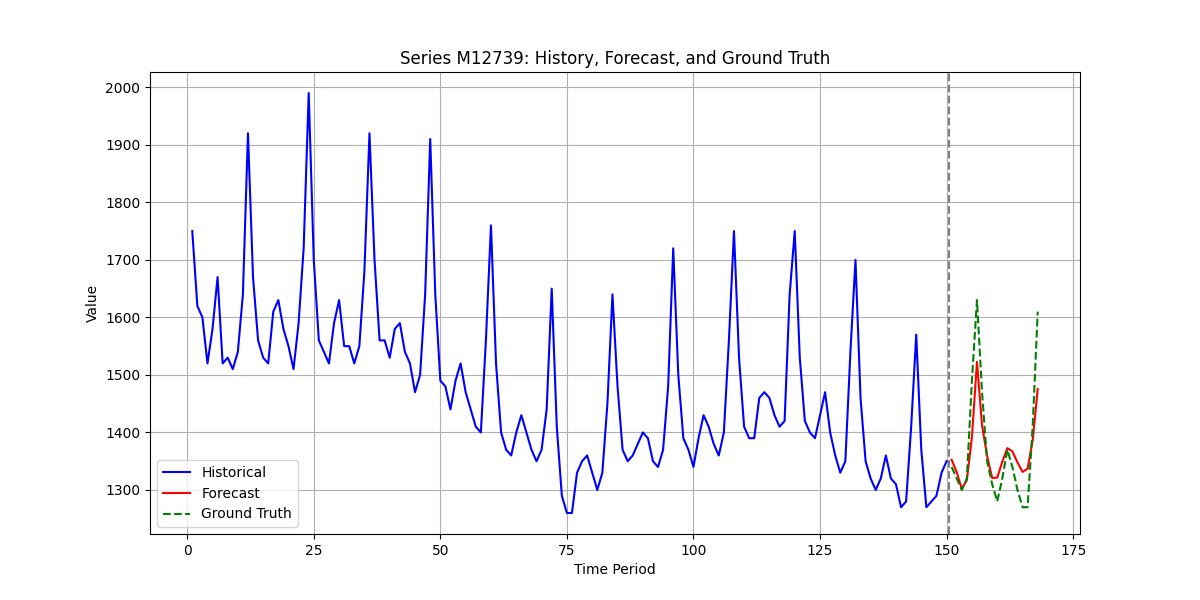 Series M12739: History, Forecast, and Ground Truth
2000
1900
1800
1700
1600
1500
1400
1300
Value
Historical
Forecast
Ground Truth
0 25 50 75 100 125 150 175
Time Period